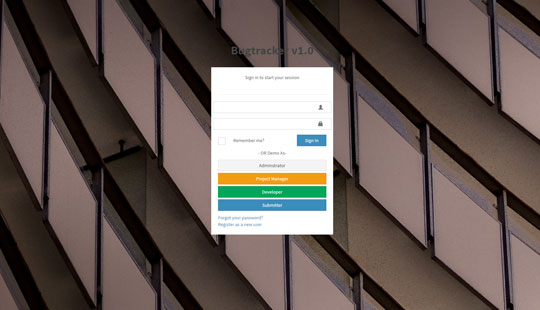 Bugtracker v1.0
Sign in to start your session
Remember me?
Sign in
- OR Demo As-
Administrator
Project Manager
Developer
Submitter
Forgot your password?
Register as a new user